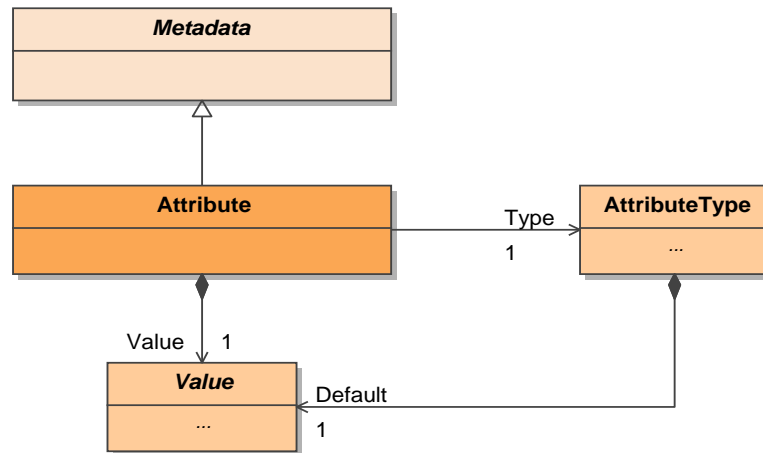 Metadata
Attribute
Type
1
AttributeType
...
Value 1
Value
...
Default
1